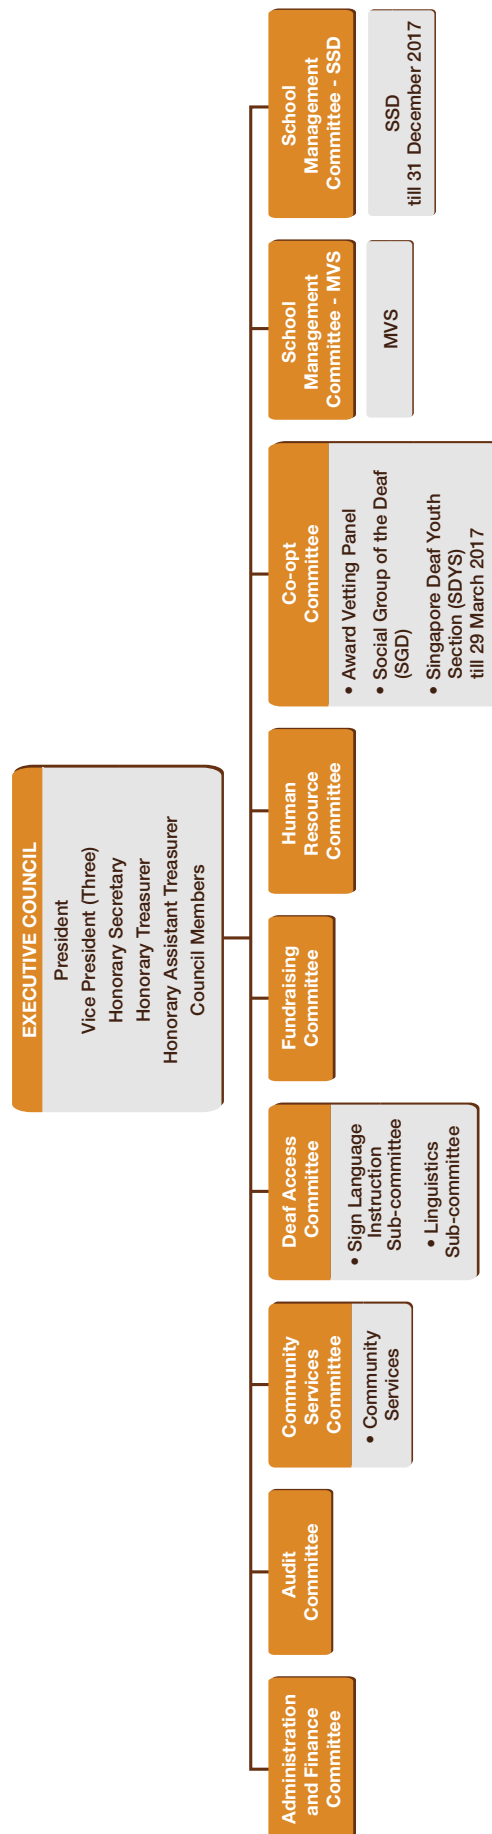 EXECUTIVE COUNCIL
President
Vice President (Three)
Honorary Secretary
Honorary Treasurer
Honorary Assistant Treasurer
Council Members
Administration
and Finance
Committee
Audit
Committee
Community
Services
Committee
• Community
Services
Deaf Access
Committee
• Sign Language
Instruction
Sub-committee
• Linguistics
Sub-committee
Fundraising
Committee
Human
Resource
Committee
Co-opt
Committee
• Award Vetting Panel
• Social Group of the Deaf
(SGD)
• Singapore Deaf Youth
Section (SDYS)
till 29 March 2017
School
Management
Committee - MVS
MVS
School
Management
Committee - SSD
SSD
till 31 December 2017